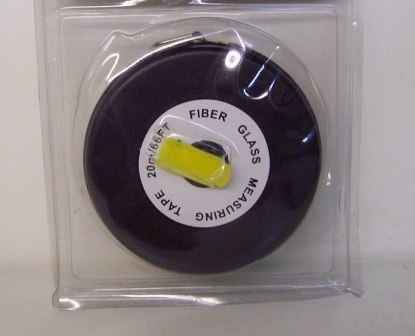 FIBER GLASS MEASURING TAPE 20m/66FT